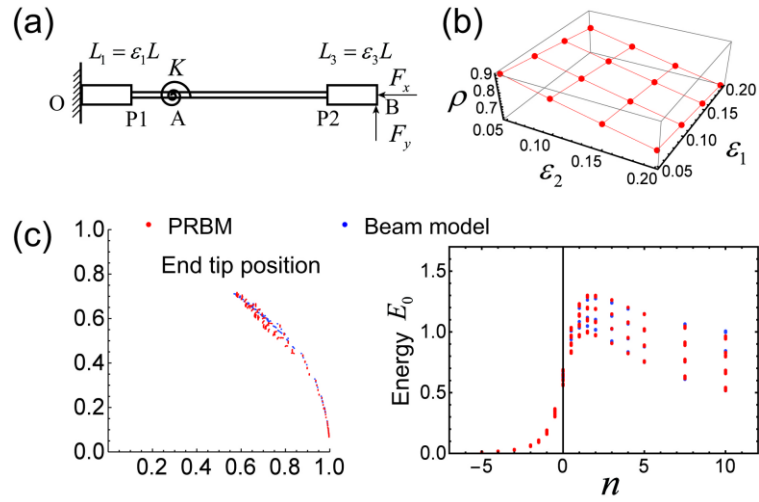 (a)
L₁ = ε₁L
L₃ = ε₃L
K
Fₓ
O
P1
A
P2
B
F_y
(b)
ρ
0.9
0.8
0.7
0.05
0.10
0.15
0.20
ε₂
0.20
0.15
0.10
0.05
ε₁
(c)
PRBM
Beam model
End tip position
1.0
0.8
0.6
0.4
0.2
0.0
0.2 0.4 0.6 0.8 1.0
Energy E₀
1.5
1.0
0.5
0.0
-5 0 5 10
n